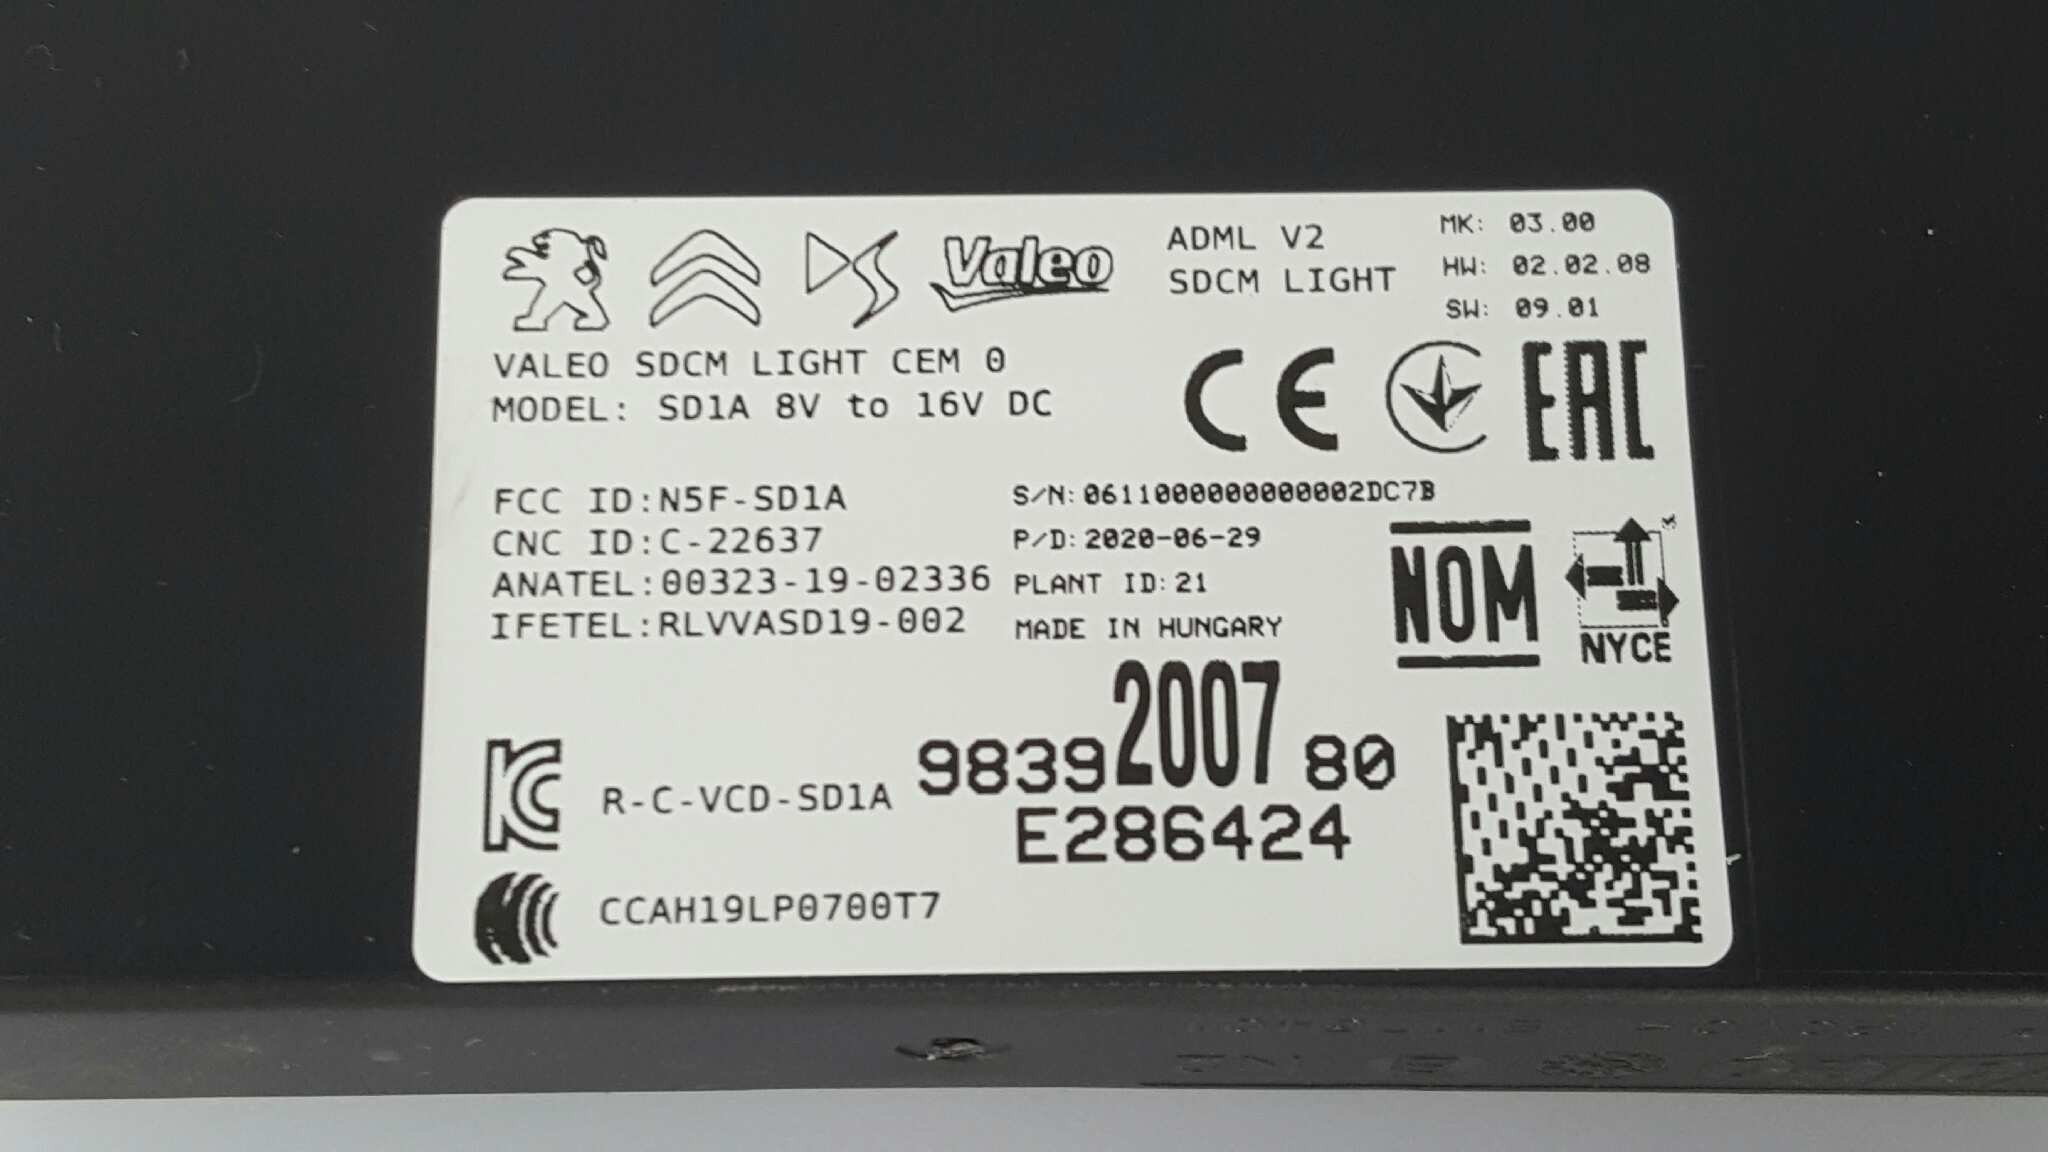 Valeo
ADML V2
SDCM LIGHT
MK: 03.00
HW: 02.02.08
SW: 09.01
VALEO SDCM LIGHT CEM 0
MODEL: SD1A 8V to 16V DC
CE
EAC
FCC ID:N5F-SD1A
CNC ID:C-22637
ANATEL:00323-19-02336
IFETEL:RLVVASD19-002
S/N:0611000000000002DC7B
P/D:2020-06-29
PLANT ID:21
MADE IN HUNGARY
NOM
NYCE
9839200780
E286424
R-C-VCD-SD1A
CCAH19LP0700T7